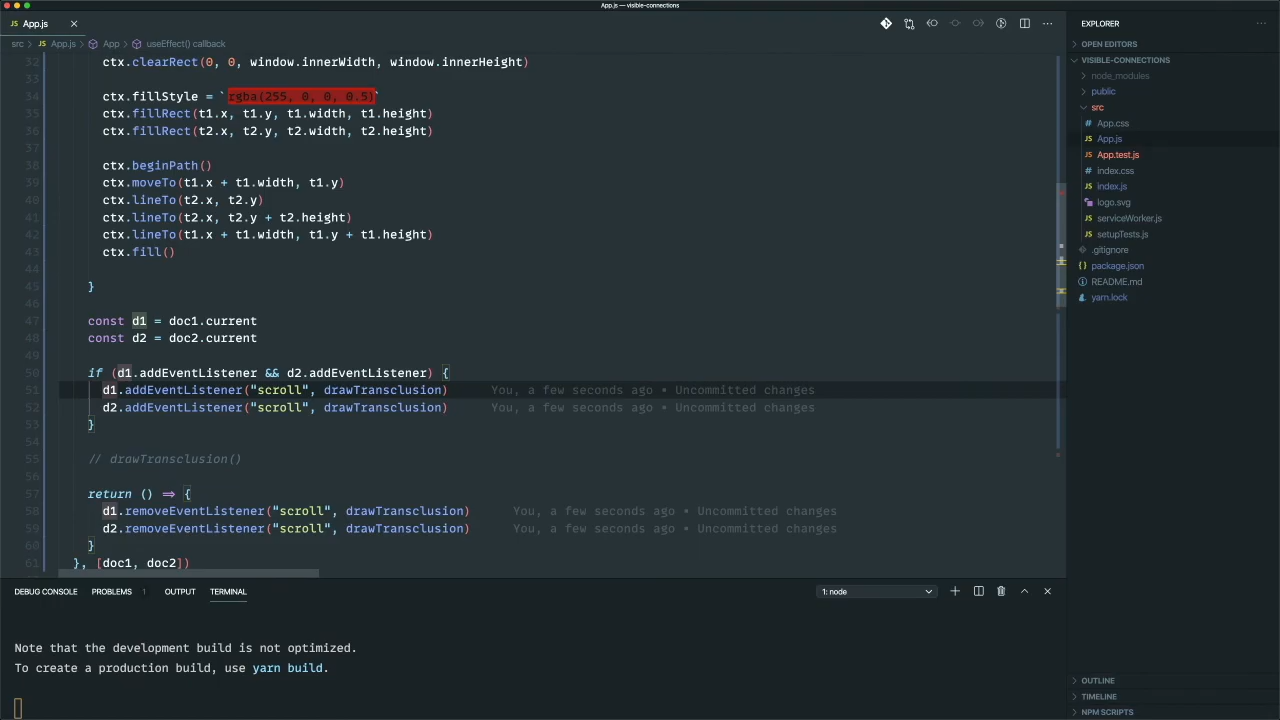 App.js — visible-connections
JS App.js
src > JS App.js > App > useEffect() callback
32 ctx.clearRect(0, 0, window.innerWidth, window.innerHeight)
33
34 ctx.fillStyle = `rgba(255, 0, 0, 0.5)`
35 ctx.fillRect(t1.x, t1.y, t1.width, t1.height)
36 ctx.fillRect(t2.x, t2.y, t2.width, t2.height)
37
38 ctx.beginPath()
39 ctx.moveTo(t1.x + t1.width, t1.y)
40 ctx.lineTo(t2.x, t2.y)
41 ctx.lineTo(t2.x, t2.y + t2.height)
42 ctx.lineTo(t1.x + t1.width, t1.y + t1.height)
43 ctx.fill()
44
45 }
46
47 const d1 = doc1.current
48 const d2 = doc2.current
49
50 if (d1.addEventListener && d2.addEventListener) {
51 d1.addEventListener("scroll", drawTransclusion) You, a few seconds ago • Uncommitted changes
52 d2.addEventListener("scroll", drawTransclusion) You, a few seconds ago • Uncommitted changes
53 }
54
55 // drawTransclusion()
56
57 return () ⇒ {
58 d1.removeEventListener("scroll", drawTransclusion) You, a few seconds ago • Uncommitted changes
59 d2.removeEventListener("scroll", drawTransclusion) You, a few seconds ago • Uncommitted changes
60 }
61 }, [doc1, doc2])
DEBUG CONSOLE PROBLEMS 1 OUTPUT TERMINAL 1: node
Note that the development build is not optimized.
To create a production build, use yarn build.
EXPLORER
OPEN EDITORS
VISIBLE-CONNECTIONS
node_modules
public
src
# App.css
JS App.js
JS App.test.js
# index.css
JS index.js
logo.svg
JS serviceWorker.js
JS setupTests.js
.gitignore
{ } package.json
README.md
yarn.lock
OUTLINE
TIMELINE
NPM SCRIPTS